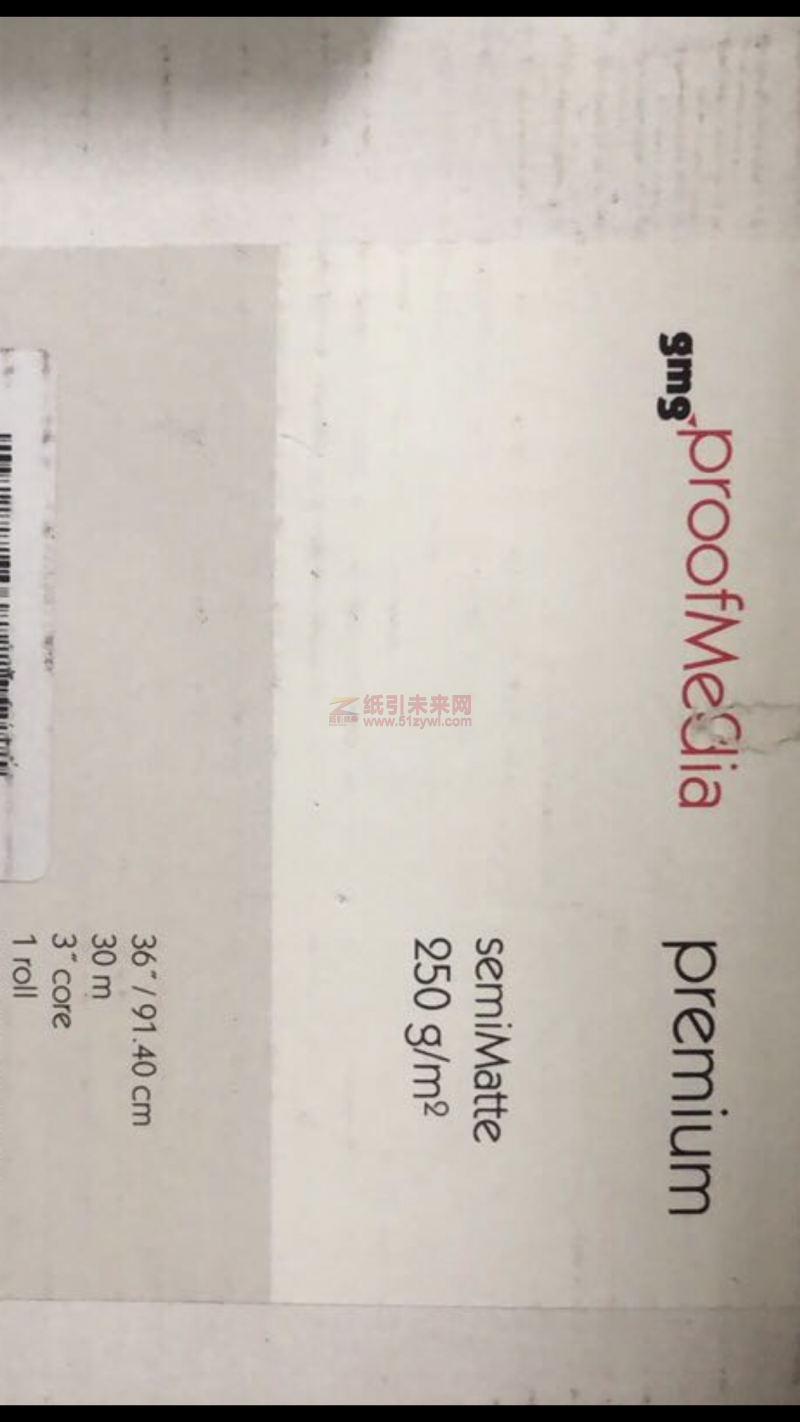 gmg proofMedia premium
semiMatte
250 g/m²
36″ / 91.40 cm
30 m
3″ core
1 roll
纸引未来网
www.51zywl.com